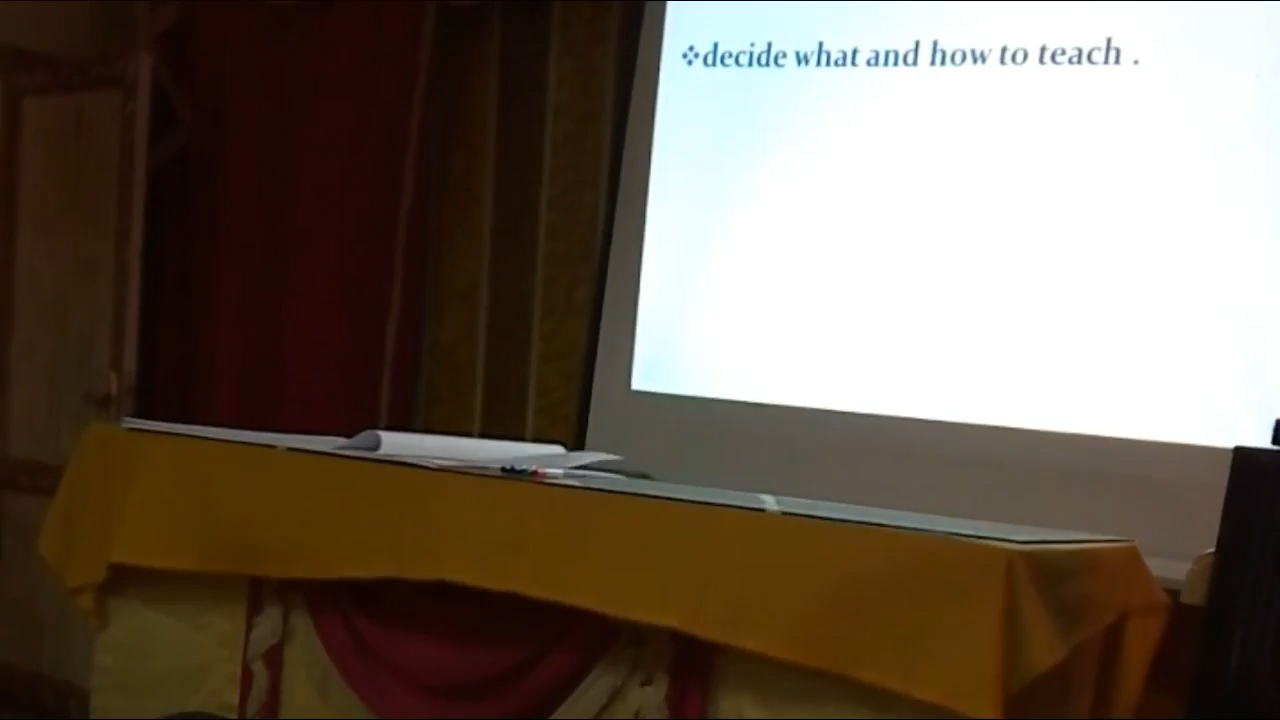 ❖decide what and how to teach .